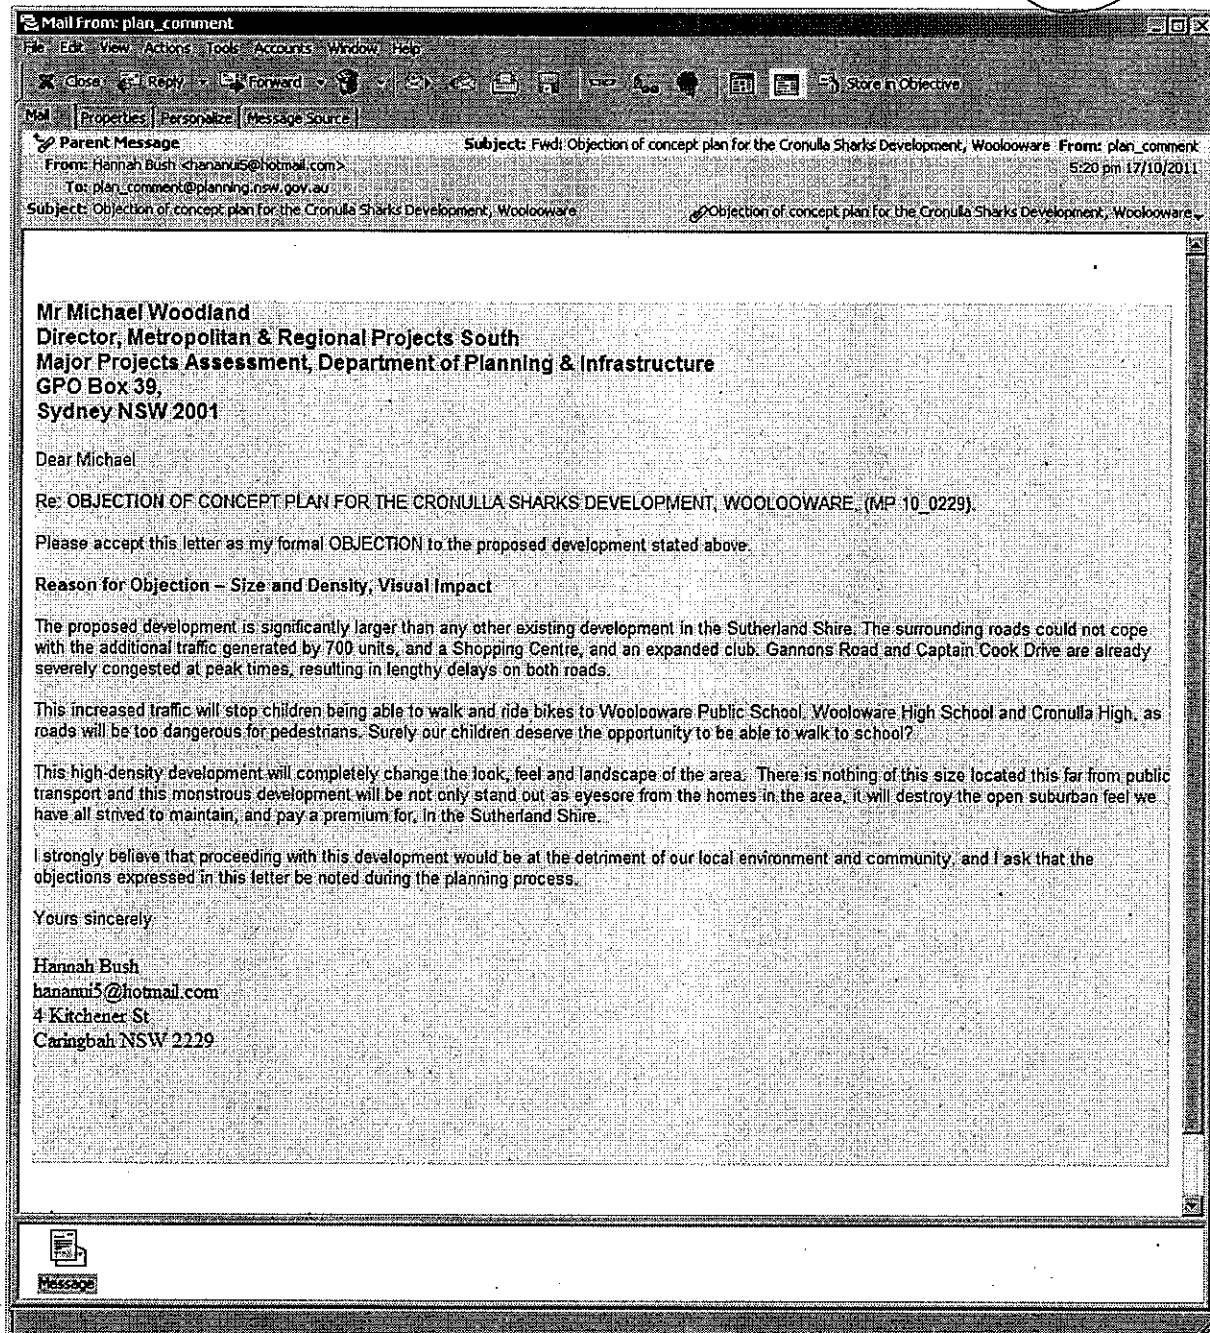 Mail From: plan_comment
File Edit View Actions Tools Accounts Window Help
Close Reply Forward Store in Objective
Mail Properties Personalize Message Source
Parent Message Subject: Fwd: Objection of concept plan for the Cronulla Sharks Development, Woolooware From: plan_comment
From: Hannah Bush <hananui5@hotmail.com> 5:20 pm 17/10/2011
To: plan_comment@planning.nsw.gov.au
Subject: Objection of concept plan for the Cronulla Sharks Development, Woolooware Objection of concept plan for the Cronulla Sharks Development, Woolooware
Mr Michael Woodland
Director, Metropolitan & Regional Projects South
Major Projects Assessment, Department of Planning & Infrastructure
GPO Box 39,
Sydney NSW 2001
Dear Michael
Re: OBJECTION OF CONCEPT PLAN FOR THE CRONULLA SHARKS DEVELOPMENT, WOOLOOWARE, (MP 10_0229).
Please accept this letter as my formal OBJECTION to the proposed development stated above.
Reason for Objection – Size and Density, Visual Impact
The proposed development is significantly larger than any other existing development in the Sutherland Shire. The surrounding roads could not cope
with the additional traffic generated by 700 units, and a Shopping Centre, and an expanded club. Gannons Road and Captain Cook Drive are already
severely congested at peak times, resulting in lengthy delays on both roads.
This increased traffic will stop children being able to walk and ride bikes to Woolooware Public School, Wooloware High School and Cronulla High, as
roads will be too dangerous for pedestrians. Surely our children deserve the opportunity to be able to walk to school?
This high-density development will completely change the look, feel and landscape of the area. There is nothing of this size located this far from public
transport and this monstrous development will be not only stand out as eyesore from the homes in the area, it will destroy the open suburban feel we
have all strived to maintain, and pay a premium for, in the Sutherland Shire.
I strongly believe that proceeding with this development would be at the detriment of our local environment and community, and I ask that the
objections expressed in this letter be noted during the planning process.
Yours sincerely
Hannah Bush
hananui5@hotmail.com
4 Kitchener St
Caringbah NSW 2229
Message